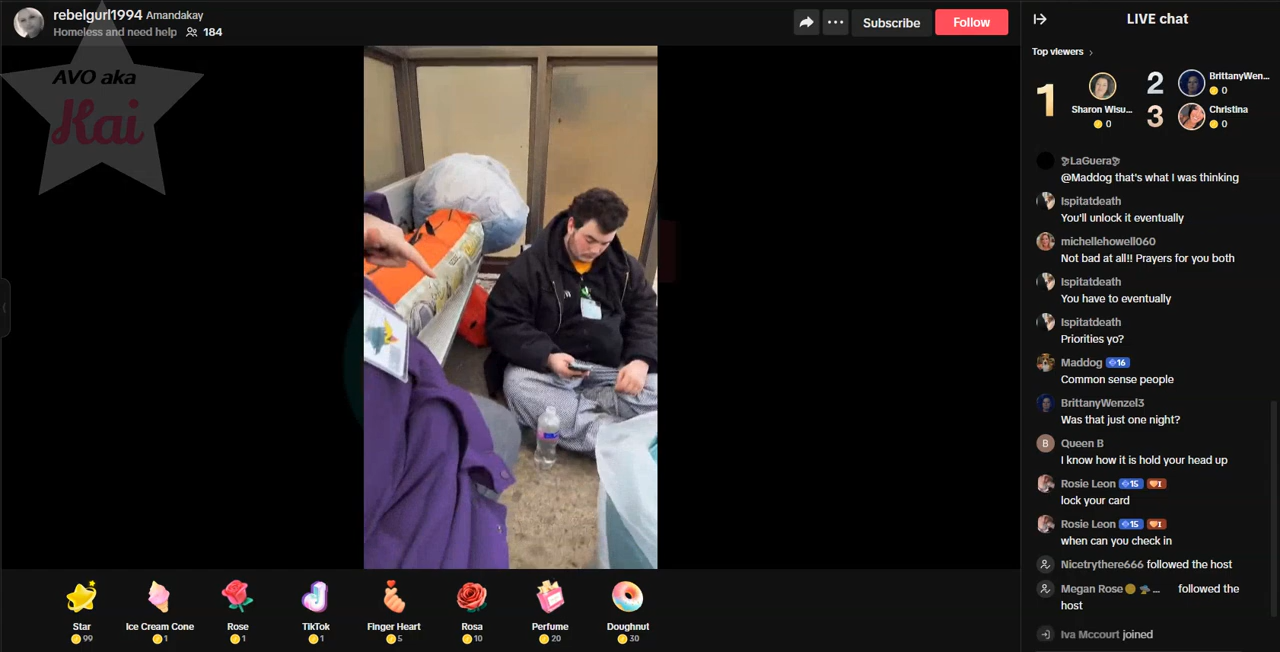 rebelgurl1994 Amandakay
Homeless and need help 184
Subscribe
Follow
AVO aka
Kai
LIVE chat
Top viewers
1
Sharon Wisu...
0
2
BrittanyWen...
0
3
Christina
0
LaGuera
@Maddog that's what I was thinking
Ispitatdeath
You'll unlock it eventually
michellehowell060
Not bad at all!! Prayers for you both
Ispitatdeath
You have to eventually
Ispitatdeath
Priorities yo?
Maddog 16
Common sense people
BrittanyWenzel3
Was that just one night?
B
Queen B
I know how it is hold your head up
Rosie Leon 15 I
lock your card
Rosie Leon 15 I
when can you check in
Nicetrythere666 followed the host
Megan Rose ... followed the
host
Iva Mccourt joined
Star
99
Ice Cream Cone
1
Rose
1
TikTok
1
Finger Heart
5
Rosa
10
Perfume
20
Doughnut
30